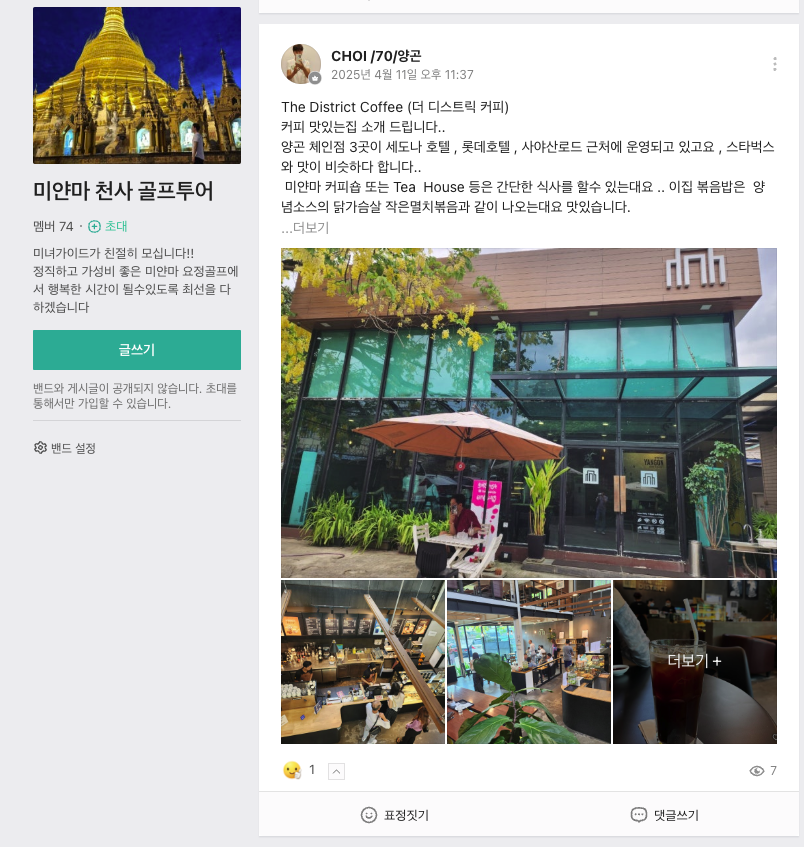 미얀마 천사 골프투어
멤버 74 · 초대
미녀가이드가 친절히 모십니다!!
정직하고 가성비 좋은 미얀마 요정골프에
서 행복한 시간이 될수있도록 최선을 다
하겠습니다
글쓰기
밴드와 게시글이 공개되지 않습니다. 초대를
통해서만 가입할 수 있습니다.
밴드 설정
CHOI /70/양곤
2025년 4월 11일 오후 11:37
The District Coffee (더 디스트릭 커피)
커피 맛있는집 소개 드립니다..
양곤 체인점 3곳이 세도나 호텔 , 롯데호텔 , 사야산로드 근처에 운영되고 있고요 , 스타벅스
와 맛이 비슷하다 합니다..
미얀마 커피숍 또는 Tea House 등은 간단한 식사를 할수 있는대요 .. 이집 볶음밥은 양
념소스의 닭가슴살 작은멸치볶음과 같이 나오는대요 맛있습니다.
...더보기
YANGON
더보기 +
1
7
표정짓기
댓글쓰기